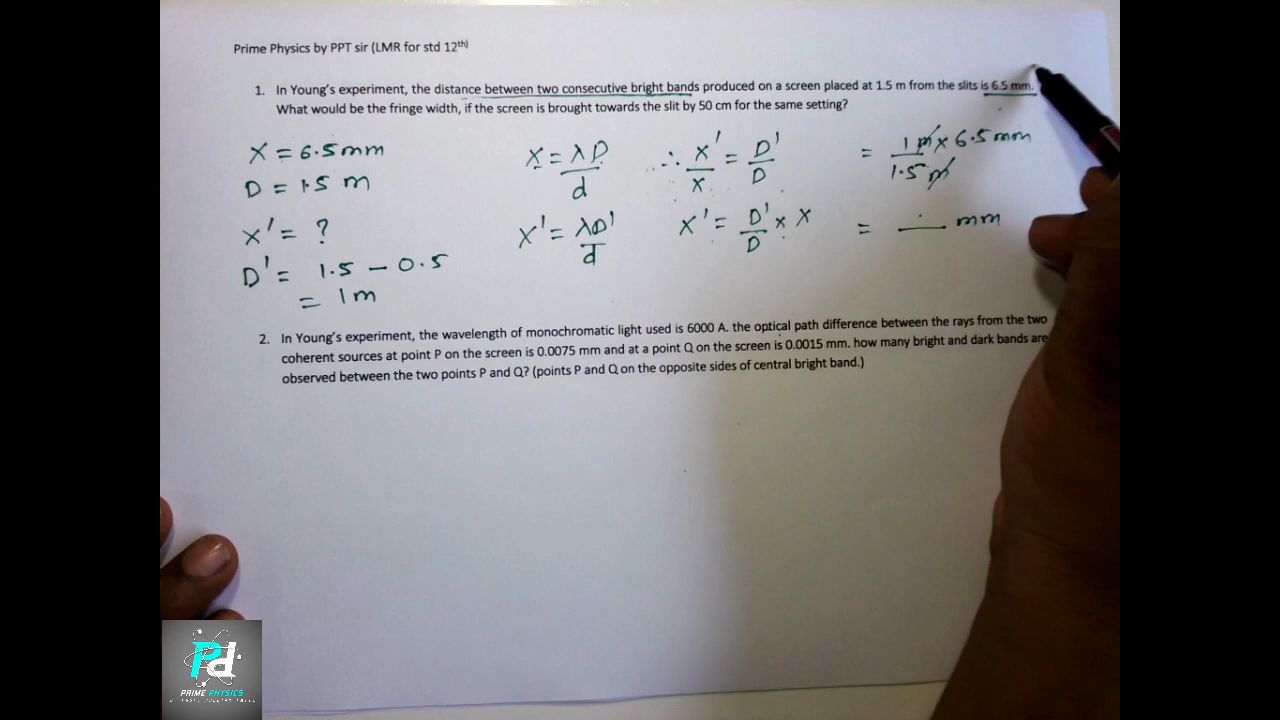 Prime Physics by PPT sir (LMR for std 12th)
1. In Young's experiment, the distance between two consecutive bright bands produced on a screen placed at 1.5 m from the slits is 6.5 mm.
What would be the fringe width, if the screen is brought towards the slit by 50 cm for the same setting?
X = 6.5 mm
D = 1.5 m
X' = ?
D' = 1.5 – 0.5
= 1m
X = λD/d
X' = λD'/d
∴ X'/X = D'/D
X' = D'/D × X
= 1m × 6.5 mm / 1.5 m
= __ mm
2. In Young's experiment, the wavelength of monochromatic light used is 6000 A. the optical path difference between the rays from the two
coherent sources at point P on the screen is 0.0075 mm and at a point Q on the screen is 0.0015 mm. how many bright and dark bands are
observed between the two points P and Q? (points P and Q on the opposite sides of central bright band.)
Pd
PRIME PHYSICS